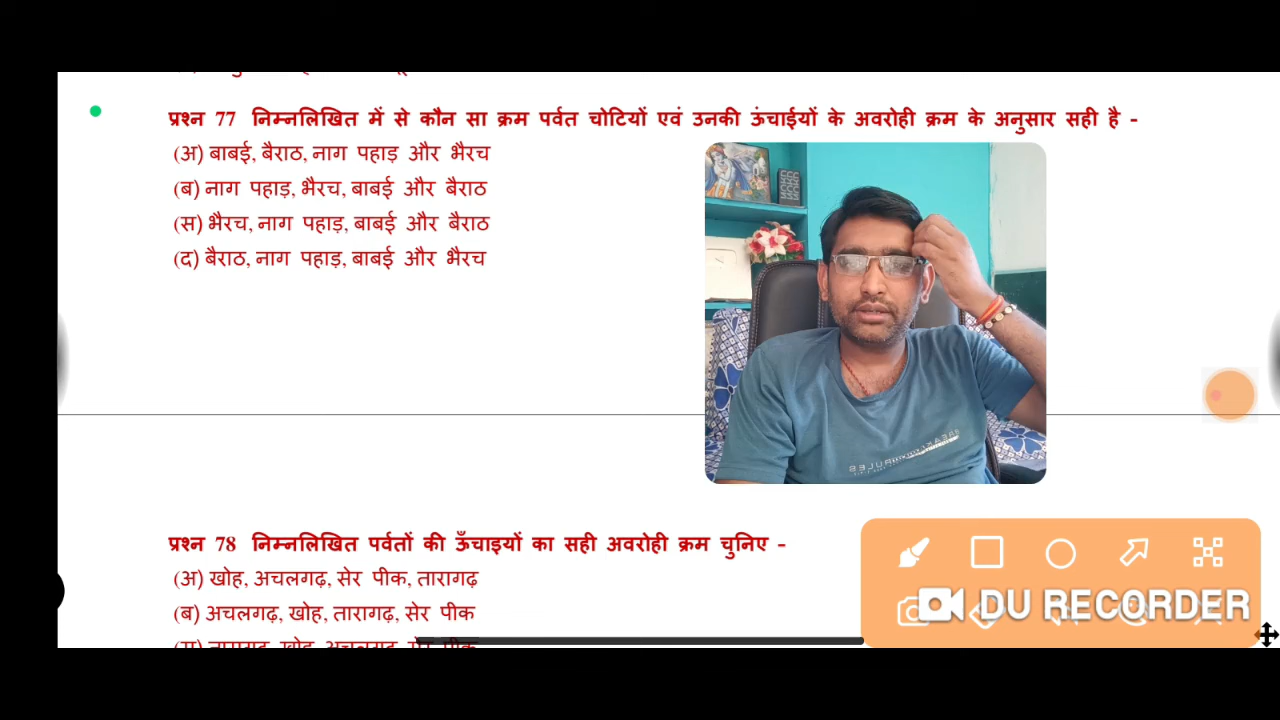 प्रश्न 77 निम्नलिखित में से कौन सा क्रम पर्वत चोटियों एवं उनकी ऊंचाईयों के अवरोही क्रम के अनुसार सही है -
(अ) बाबई, बैराठ, नाग पहाड़ और भैरच
(ब) नाग पहाड़, भैरच, बाबई और बैराठ
(स) भैरच, नाग पहाड़, बाबई और बैराठ
(द) बैराठ, नाग पहाड़, बाबई और भैरच
प्रश्न 78 निम्नलिखित पर्वतों की ऊँचाइयों का सही अवरोही क्रम चुनिए -
(अ) खोह, अचलगढ़, सेर पीक, तारागढ़
(ब) अचलगढ़, खोह, तारागढ़, सेर पीक
DU RECORDER